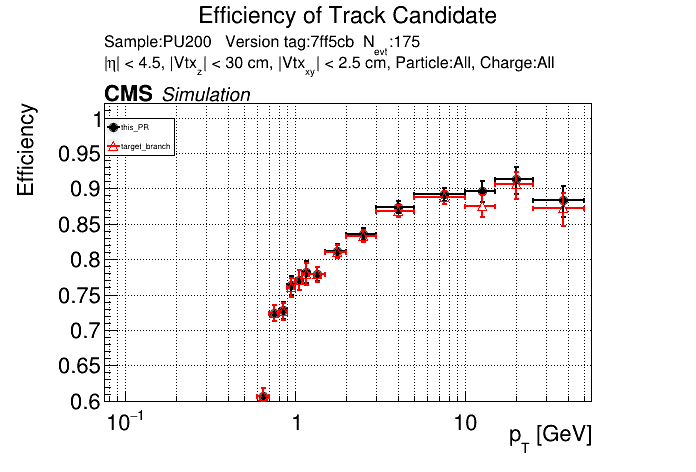 Efficiency of Track Candidate
Sample:PU200 Version tag:7ff5cb N_evt:175
|η| < 4.5, |Vtx_z| < 30 cm, |Vtx_xy| < 2.5 cm, Particle:All, Charge:All
CMS Simulation
Efficiency
1
this_PR
target_branch
0.95
0.9
0.85
0.8
0.75
0.7
0.65
0.6
10⁻¹ 1 10
p_T [GeV]